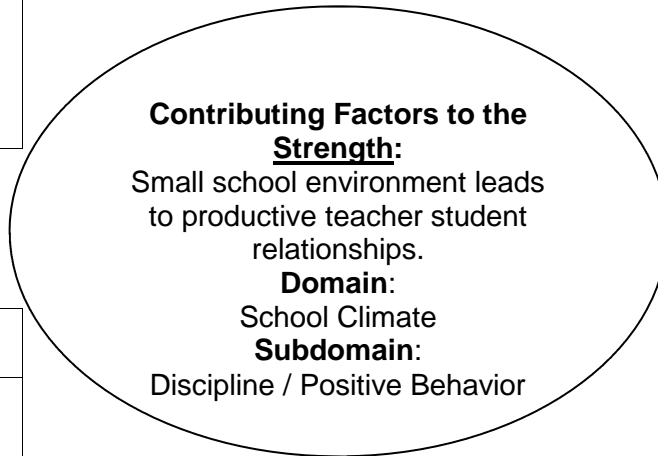 Contributing Factors to the
Strength:
Small school environment leads
to productive teacher student
relationships.
Domain:
School Climate
Subdomain:
Discipline / Positive Behavior